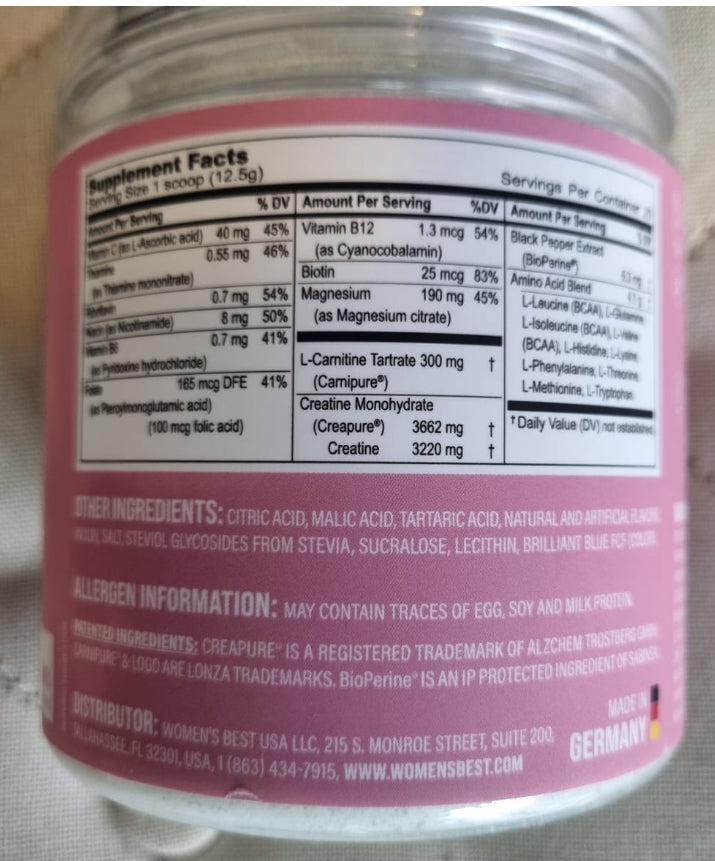 Supplement Facts
Serving Size 1 scoop (12.5g)
Servings Per Container
Amount Per Serving % DV
Vitamin C (as L-Ascorbic acid) 40 mg 45%
Thiamine 0.55 mg 46%
(as Thiamine mononitrate)
Riboflavin 0.7 mg 54%
Niacin (as Nicotinamide) 8 mg 50%
Vitamin B6 0.7 mg 41%
(as Pyridoxine hydrochloride)
Folate 165 mcg DFE 41%
(as Pteroylmonoglutamic acid)
(100 mcg folic acid)
Amount Per Serving %DV
Vitamin B12 1.3 mcg 54%
(as Cyanocobalamin)
Biotin 25 mcg 83%
Magnesium 190 mg 45%
(as Magnesium citrate)
L-Carnitine Tartrate 300 mg †
(Carnipure®)
Creatine Monohydrate
(Creapure®) 3662 mg †
Creatine 3220 mg †
Amount Per Serving
Black Pepper Extract
(BioPerine®)
Amino Acid Blend
L-Leucine (BCAA), L-Glutamine
L-Isoleucine (BCAA), L-Valine
(BCAA), L-Histidine, L-Lysine,
L-Phenylalanine, L-Threonine
L-Methionine, L-Tryptophan
† Daily Value (DV) not established
OTHER INGREDIENTS: CITRIC ACID, MALIC ACID, TARTARIC ACID, NATURAL AND ARTIFICIAL FLAVORS,
INULIN, SALT, STEVIOL GLYCOSIDES FROM STEVIA, SUCRALOSE, LECITHIN, BRILLIANT BLUE FCF (COLOR).
ALLERGEN INFORMATION: MAY CONTAIN TRACES OF EGG, SOY AND MILK PROTEIN.
PATENTED INGREDIENTS: CREAPURE® IS A REGISTERED TRADEMARK OF ALZCHEM TROSTBERG GMBH.
CARNIPURE® & LOGO ARE LONZA TRADEMARKS. BioPerine® IS AN IP PROTECTED INGREDIENT OF SABINSA.
DISTRIBUTOR: WOMEN'S BEST USA LLC, 215 S. MONROE STREET, SUITE 200,
TALLAHASSEE, FL 32301, USA, 1 (863) 434-7915, WWW.WOMENSBEST.COM
MADE IN
GERMANY